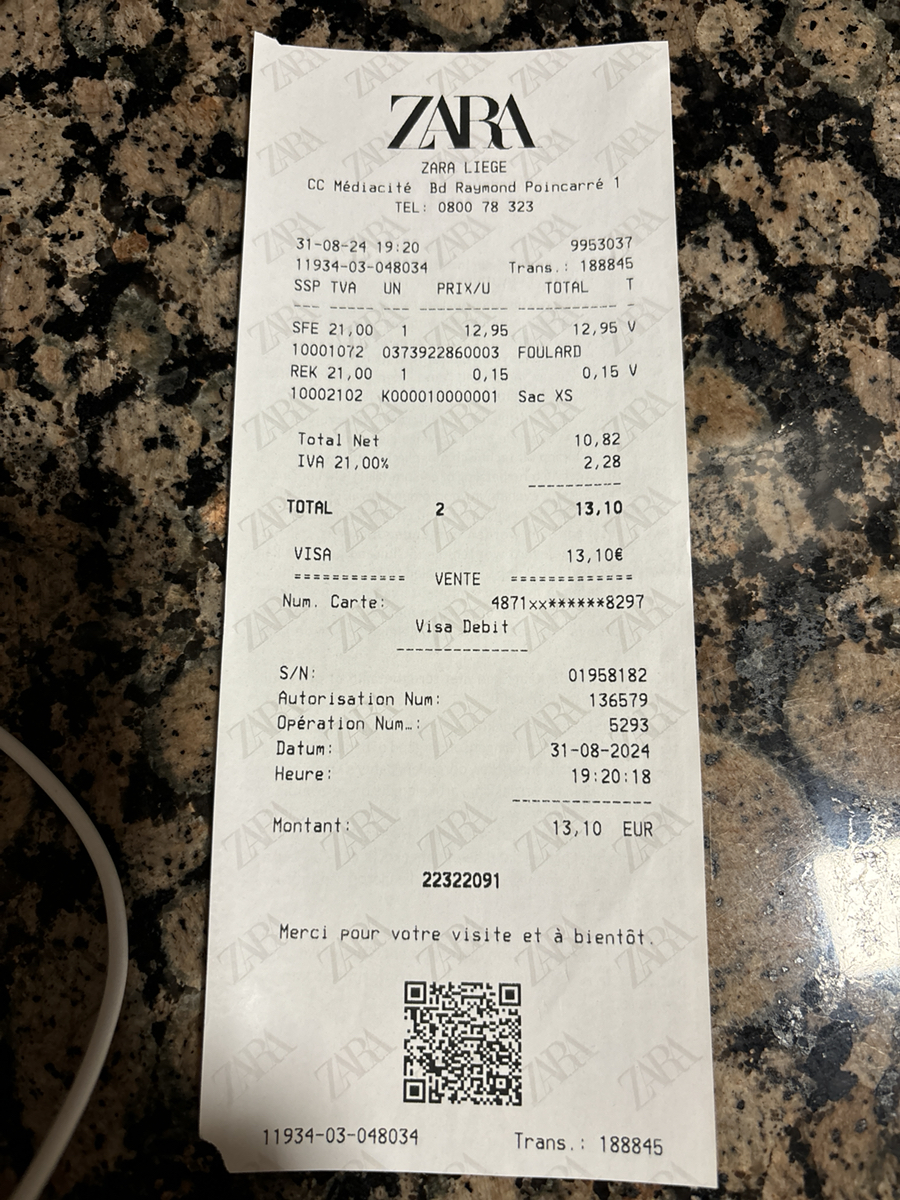 ZARA
ZARA LIEGE
CC Médiacité Bd Raymond Poincarré 1
TEL: 0800 78 323
31-08-24 19:20 9953037
11934-03-048034 Trans.: 188845
SSP TVA UN PRIX/U TOTAL T
--- ---- -- ------- --------- -
SFE 21,00 1 12,95 12,95 V
10001072 0373922860003 FOULARD
REK 21,00 1 0,15 0,15 V
10002102 K000010000001 Sac XS
Total Net 10,82
IVA 21,00% 2,28
----------
TOTAL 2 13,10
VISA 13,10€
============ VENTE =============
Num. Carte: 4871xx******8297
Visa Debit
--------------
S/N: 01958182
Autorisation Num: 136579
Opération Num…: 5293
Datum: 31-08-2024
Heure: 19:20:18
---------------
Montant: 13,10 EUR
22322091
Merci pour votre visite et à bientôt.
11934-03-048034 Trans.: 188845